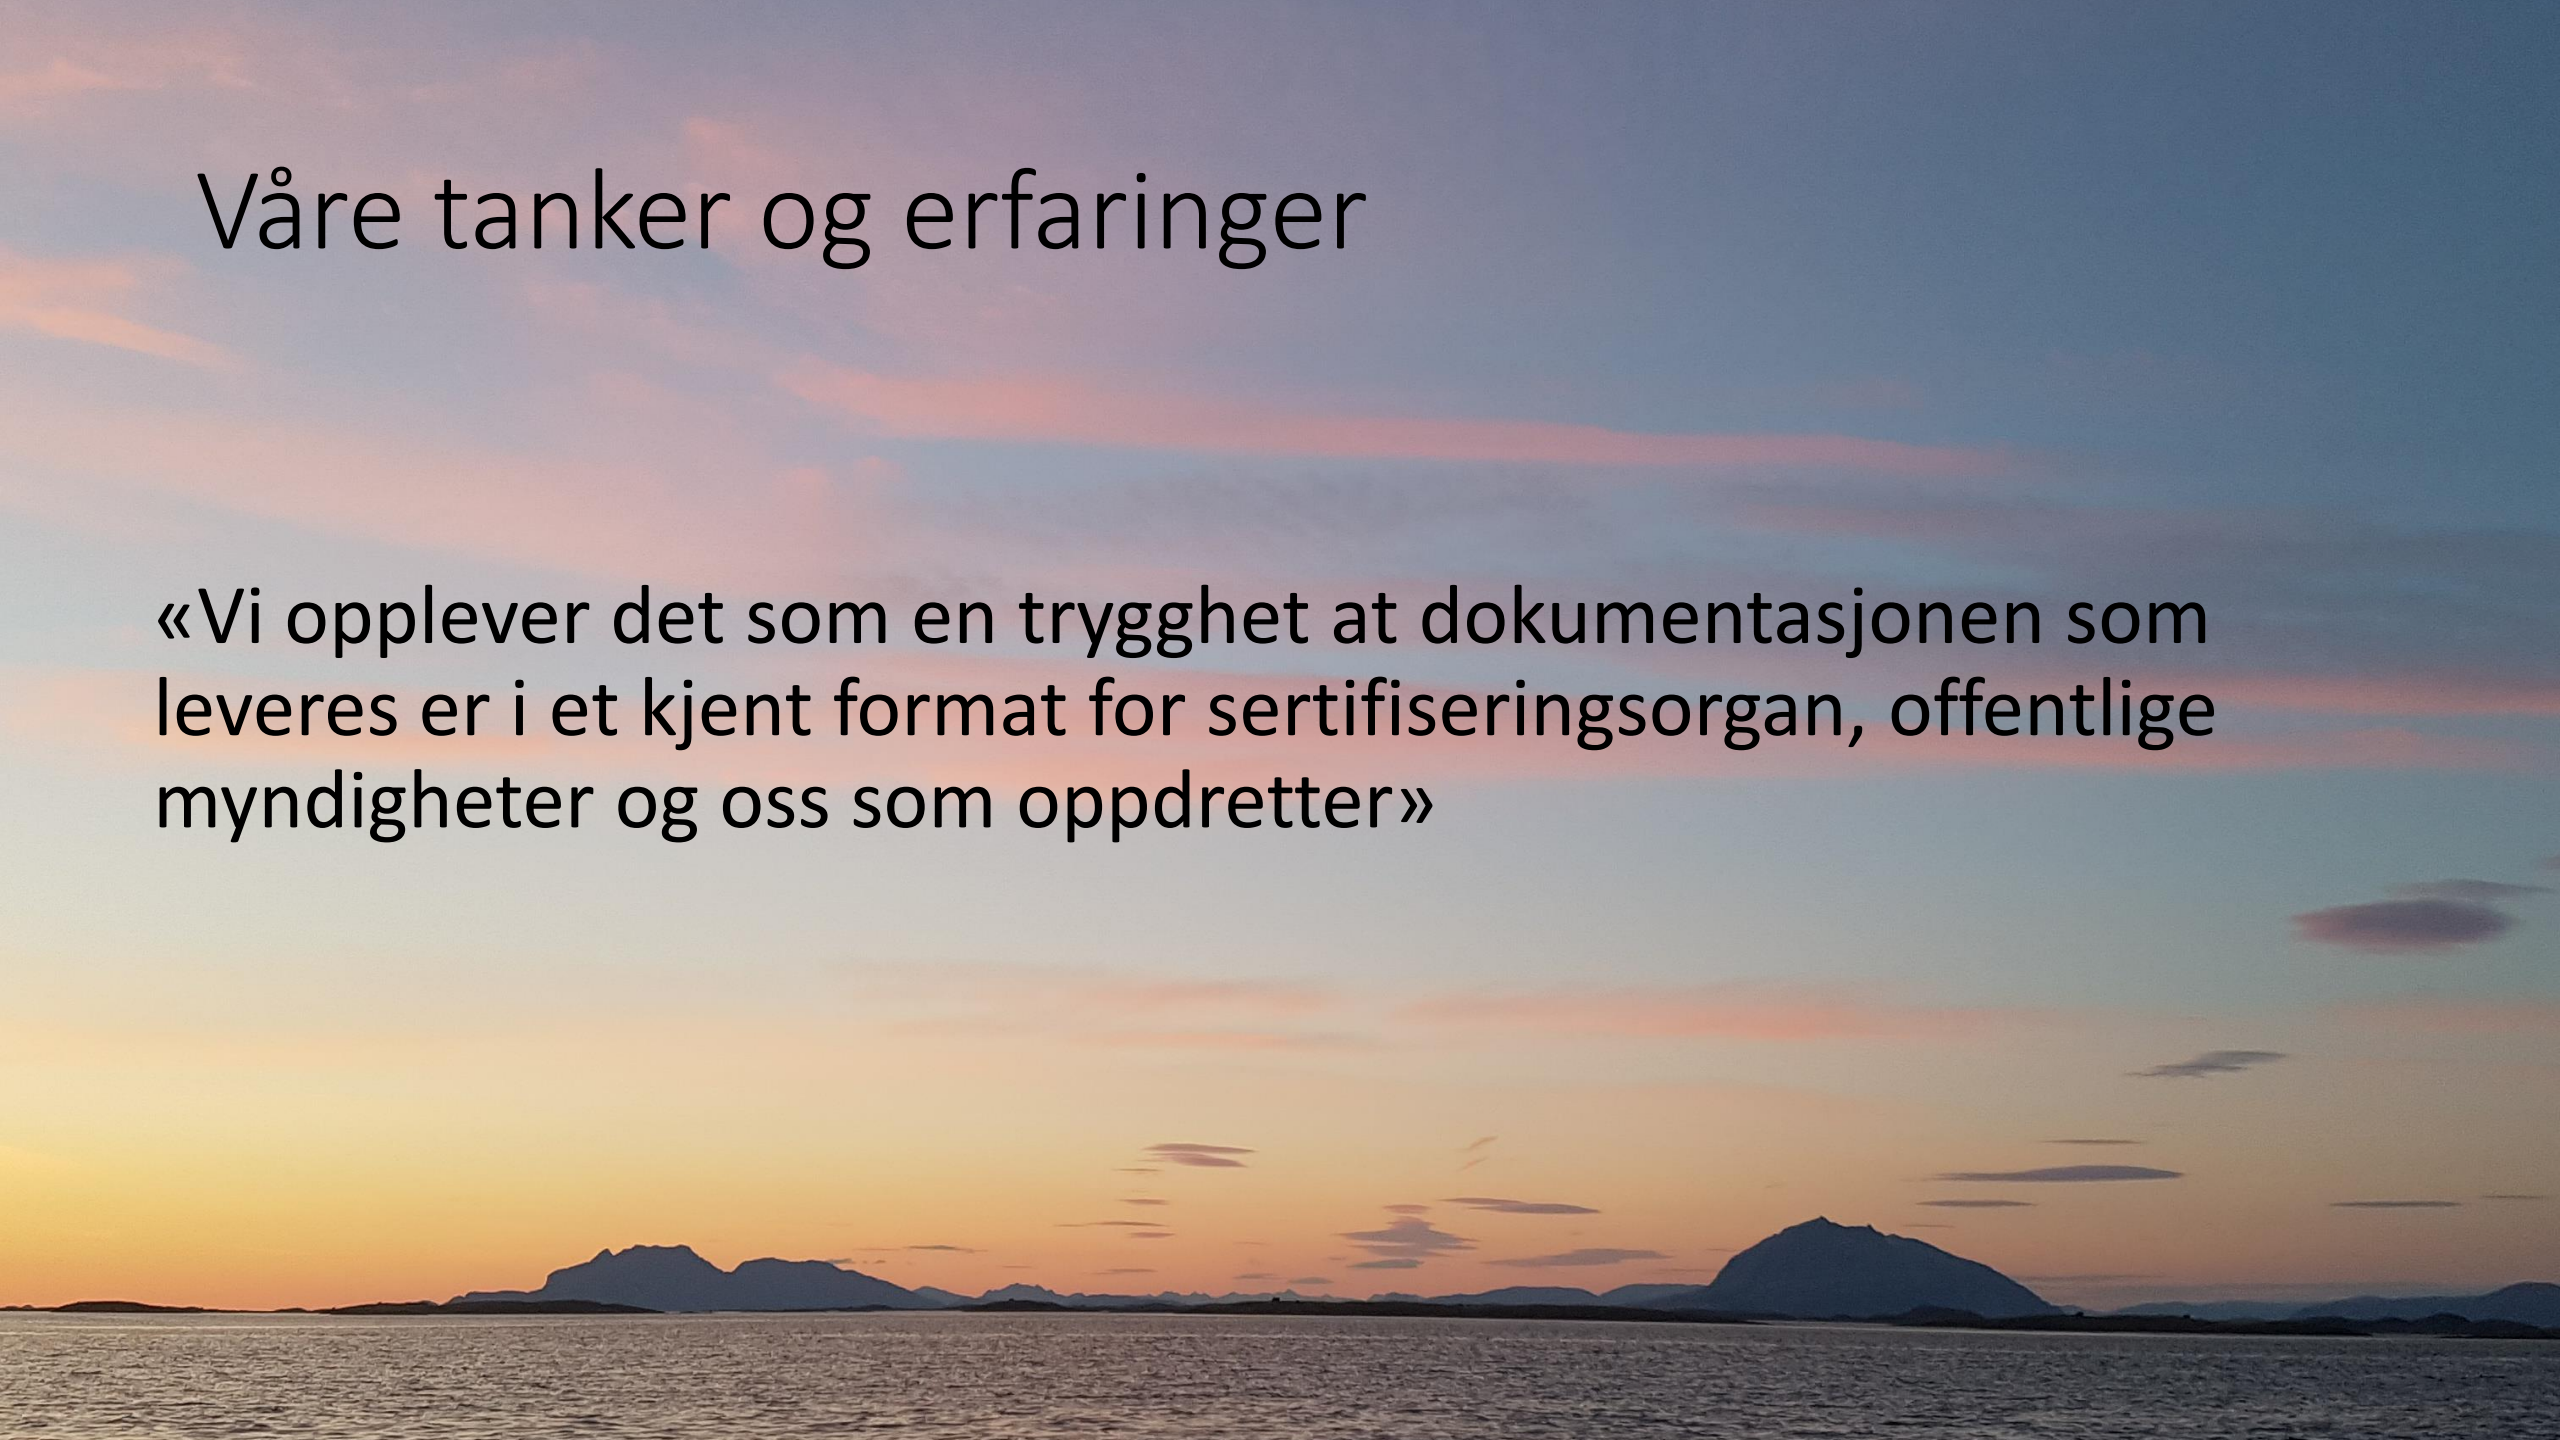 Våre tanker og erfaringer
«Vi opplever det som en trygghet at dokumentasjonen som
leveres er i et kjent format for sertifiseringsorgan, offentlige
myndigheter og oss som oppdretter»